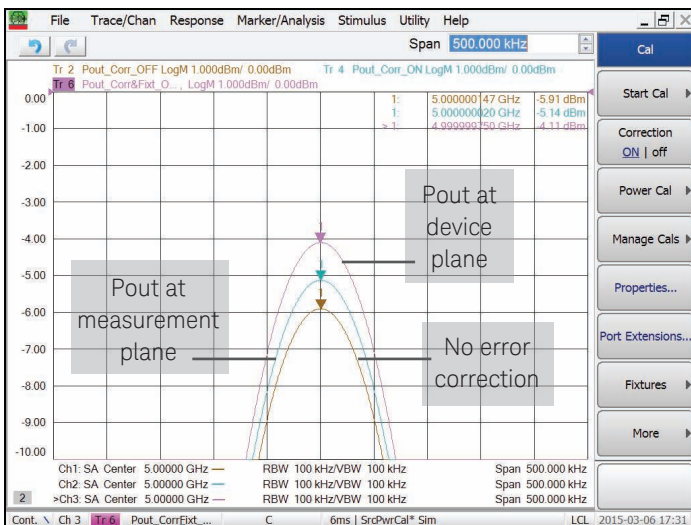 File Trace/Chan Response Marker/Analysis Stimulus Utility Help
Span 500.000 kHz
Cal
Tr 2 Pout_Corr_OFF LogM 1.000dBm/ 0.00dBm Tr 4 Pout_Corr_ON LogM 1.000dBm/ 0.00dBm
Tr 6 Pout_Corr&Fixt_O..., LogM 1.000dBm/ 0.00dBm
1: 5.000000147 GHz -5.91 dBm
1: 5.000000020 GHz -5.14 dBm
> 1: 4.999999750 GHz -4.11 dBm
0.00
-1.00
-2.00
-3.00
-4.00
-5.00
-6.00
-7.00
-8.00
-9.00
-10.00
1
1
1
Pout at
device
plane
Pout at
measurement
plane
No error
correction
Ch1: SA Center 5.00000 GHz — RBW 100 kHz/VBW 100 kHz Span 500.000 kHz
Ch2: SA Center 5.00000 GHz — RBW 100 kHz/VBW 100 kHz Span 500.000 kHz
2 >Ch3: SA Center 5.00000 GHz — RBW 100 kHz/VBW 100 kHz Span 500.000 kHz
Start Cal
Correction
ON | off
Power Cal
Manage Cals
Properties...
Port Extensions...
Fixtures
More
Cont. Ch 3 Tr 6 Pout_CorrFixt_... C 6ms | SrcPwrCal* Sim LCL 2015-03-06 17:31